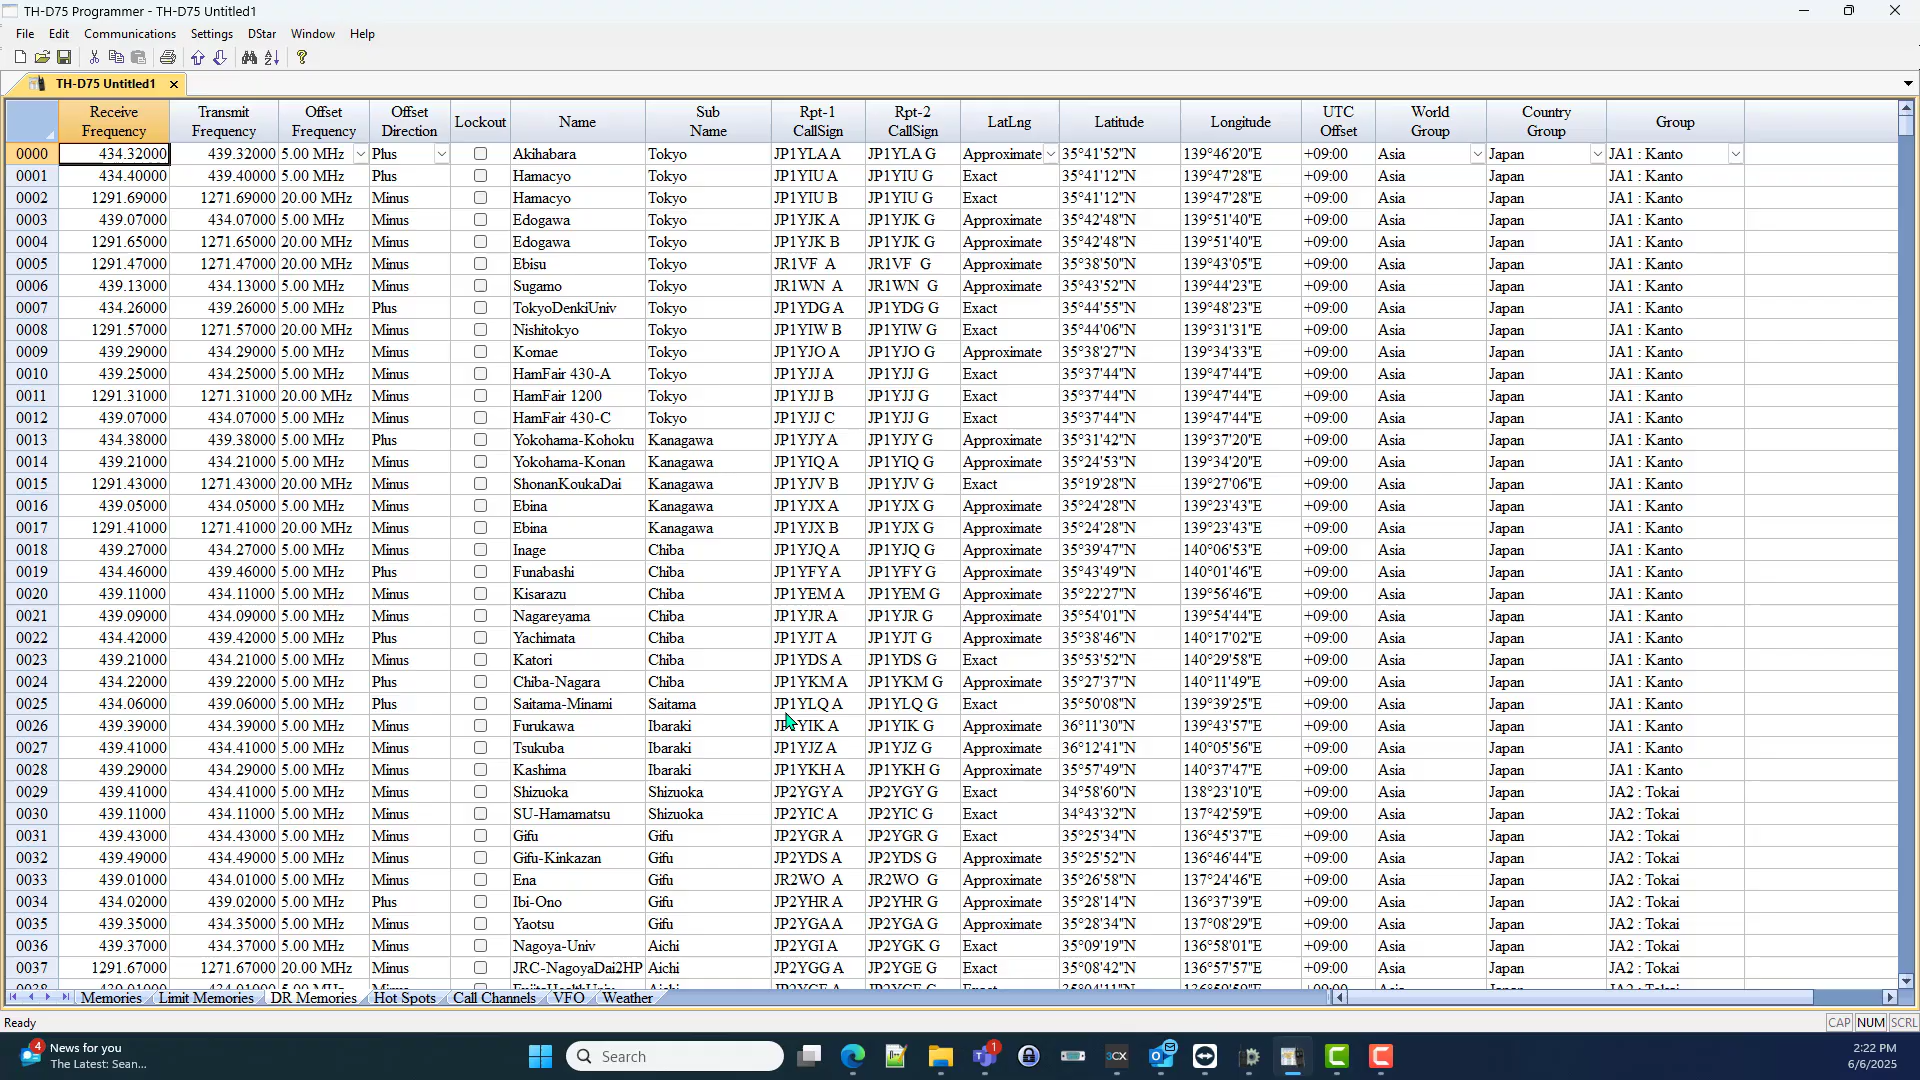 TH-D75 Programmer - TH-D75 Untitled1
File Edit Communications Settings DStar Window Help
TH-D75 Untitled1
Receive Frequency Transmit Frequency Offset Frequency Offset Direction Lockout Name Sub Name Rpt-1 CallSign Rpt-2 CallSign LatLng Latitude Longitude UTC Offset World Group Country Group Group
0000 434.32000 439.32000 5.00 MHz Plus Akihabara Tokyo JP1YLA A JP1YLA G Approximate 35°41'52"N 139°46'20"E +09:00 Asia Japan JA1 : Kanto
0001 434.40000 439.40000 5.00 MHz Plus Hamacyo Tokyo JP1YIU A JP1YIU G Exact 35°41'12"N 139°47'28"E +09:00 Asia Japan JA1 : Kanto
0002 1291.69000 1271.69000 20.00 MHz Minus Hamacyo Tokyo JP1YIU B JP1YIU G Exact 35°41'12"N 139°47'28"E +09:00 Asia Japan JA1 : Kanto
0003 439.07000 434.07000 5.00 MHz Minus Edogawa Tokyo JP1YJK A JP1YJK G Approximate 35°42'48"N 139°51'40"E +09:00 Asia Japan JA1 : Kanto
0004 1291.65000 1271.65000 20.00 MHz Minus Edogawa Tokyo JP1YJK B JP1YJK G Approximate 35°42'48"N 139°51'40"E +09:00 Asia Japan JA1 : Kanto
0005 1291.47000 1271.47000 20.00 MHz Minus Ebisu Tokyo JR1VF A JR1VF G Approximate 35°38'50"N 139°43'05"E +09:00 Asia Japan JA1 : Kanto
0006 439.13000 434.13000 5.00 MHz Minus Sugamo Tokyo JR1WN A JR1WN G Approximate 35°43'52"N 139°44'23"E +09:00 Asia Japan JA1 : Kanto
0007 434.26000 439.26000 5.00 MHz Plus TokyoDenkiUniv Tokyo JP1YDG A JP1YDG G Exact 35°44'55"N 139°48'23"E +09:00 Asia Japan JA1 : Kanto
0008 1291.57000 1271.57000 20.00 MHz Minus Nishitokyo Tokyo JP1YIW B JP1YIW G Exact 35°44'06"N 139°31'31"E +09:00 Asia Japan JA1 : Kanto
0009 439.29000 434.29000 5.00 MHz Minus Komae Tokyo JP1YJO A JP1YJO G Approximate 35°38'27"N 139°34'33"E +09:00 Asia Japan JA1 : Kanto
0010 439.25000 434.25000 5.00 MHz Minus HamFair 430-A Tokyo JP1YJJ A JP1YJJ G Exact 35°37'44"N 139°47'44"E +09:00 Asia Japan JA1 : Kanto
0011 1291.31000 1271.31000 20.00 MHz Minus HamFair 1200 Tokyo JP1YJJ B JP1YJJ G Exact 35°37'44"N 139°47'44"E +09:00 Asia Japan JA1 : Kanto
0012 439.07000 434.07000 5.00 MHz Minus HamFair 430-C Tokyo JP1YJJ C JP1YJJ G Exact 35°37'44"N 139°47'44"E +09:00 Asia Japan JA1 : Kanto
0013 434.38000 439.38000 5.00 MHz Plus Yokohama-Kohoku Kanagawa JP1YJY A JP1YJY G Approximate 35°31'42"N 139°37'20"E +09:00 Asia Japan JA1 : Kanto
0014 439.21000 434.21000 5.00 MHz Minus Yokohama-Konan Kanagawa JP1YIQ A JP1YIQ G Approximate 35°24'53"N 139°34'20"E +09:00 Asia Japan JA1 : Kanto
0015 1291.43000 1271.43000 20.00 MHz Minus ShonanKoukaDai Kanagawa JP1YJV B JP1YJV G Exact 35°19'28"N 139°27'06"E +09:00 Asia Japan JA1 : Kanto
0016 439.05000 434.05000 5.00 MHz Minus Ebina Kanagawa JP1YJX A JP1YJX G Approximate 35°24'28"N 139°23'43"E +09:00 Asia Japan JA1 : Kanto
0017 1291.41000 1271.41000 20.00 MHz Minus Ebina Kanagawa JP1YJX B JP1YJX G Approximate 35°24'28"N 139°23'43"E +09:00 Asia Japan JA1 : Kanto
0018 439.27000 434.27000 5.00 MHz Minus Inage Chiba JP1YJQ A JP1YJQ G Approximate 35°39'47"N 140°06'53"E +09:00 Asia Japan JA1 : Kanto
0019 434.46000 439.46000 5.00 MHz Plus Funabashi Chiba JP1YFY A JP1YFY G Approximate 35°43'49"N 140°01'46"E +09:00 Asia Japan JA1 : Kanto
0020 439.11000 434.11000 5.00 MHz Minus Kisarazu Chiba JP1YEM A JP1YEM G Approximate 35°22'27"N 139°56'46"E +09:00 Asia Japan JA1 : Kanto
0021 439.09000 434.09000 5.00 MHz Minus Nagareyama Chiba JP1YJR A JP1YJR G Approximate 35°54'01"N 139°54'44"E +09:00 Asia Japan JA1 : Kanto
0022 434.42000 439.42000 5.00 MHz Plus Yachimata Chiba JP1YJT A JP1YJT G Approximate 35°38'46"N 140°17'02"E +09:00 Asia Japan JA1 : Kanto
0023 439.21000 434.21000 5.00 MHz Minus Katori Chiba JP1YDS A JP1YDS G Exact 35°53'52"N 140°29'58"E +09:00 Asia Japan JA1 : Kanto
0024 434.22000 439.22000 5.00 MHz Plus Chiba-Nagara Chiba JP1YKM A JP1YKM G Approximate 35°27'37"N 140°11'49"E +09:00 Asia Japan JA1 : Kanto
0025 434.06000 439.06000 5.00 MHz Plus Saitama-Minami Saitama JP1YLQ A JP1YLQ G Exact 35°50'08"N 139°39'25"E +09:00 Asia Japan JA1 : Kanto
0026 439.39000 434.39000 5.00 MHz Minus Furukawa Ibaraki JP1YIK A JP1YIK G Approximate 36°11'30"N 139°43'57"E +09:00 Asia Japan JA1 : Kanto
0027 439.41000 434.41000 5.00 MHz Minus Tsukuba Ibaraki JP1YJZ A JP1YJZ G Approximate 36°12'41"N 140°05'56"E +09:00 Asia Japan JA1 : Kanto
0028 439.29000 434.29000 5.00 MHz Minus Kashima Ibaraki JP1YKH A JP1YKH G Approximate 35°57'49"N 140°37'47"E +09:00 Asia Japan JA1 : Kanto
0029 439.41000 434.41000 5.00 MHz Minus Shizuoka Shizuoka JP2YGY A JP2YGY G Exact 34°58'60"N 138°23'10"E +09:00 Asia Japan JA2 : Tokai
0030 439.11000 434.11000 5.00 MHz Minus SU-Hamamatsu Shizuoka JP2YIC A JP2YIC G Exact 34°43'32"N 137°42'59"E +09:00 Asia Japan JA2 : Tokai
0031 439.43000 434.43000 5.00 MHz Minus Gifu Gifu JP2YGR A JP2YGR G Exact 35°25'34"N 136°45'37"E +09:00 Asia Japan JA2 : Tokai
0032 439.49000 434.49000 5.00 MHz Minus Gifu-Kinkazan Gifu JP2YDS A JP2YDS G Approximate 35°25'52"N 136°46'44"E +09:00 Asia Japan JA2 : Tokai
0033 439.01000 434.01000 5.00 MHz Minus Ena Gifu JR2WO A JR2WO G Approximate 35°26'58"N 137°24'46"E +09:00 Asia Japan JA2 : Tokai
0034 434.02000 439.02000 5.00 MHz Plus Ibi-Ono Gifu JP2YHR A JP2YHR G Approximate 35°28'14"N 136°37'39"E +09:00 Asia Japan JA2 : Tokai
0035 439.35000 434.35000 5.00 MHz Minus Yaotsu Gifu JP2YGA A JP2YGA G Approximate 35°28'34"N 137°08'29"E +09:00 Asia Japan JA2 : Tokai
0036 439.37000 434.37000 5.00 MHz Minus Nagoya-Univ Aichi JP2YGI A JP2YGK G Exact 35°09'19"N 136°58'01"E +09:00 Asia Japan JA2 : Tokai
0037 1291.67000 1271.67000 20.00 MHz Minus JRC-NagoyaDai2HP Aichi JP2YGG A JP2YGE G Exact 35°08'42"N 136°57'57"E +09:00 Asia Japan JA2 : Tokai
Memories Limit Memories DR Memories Hot Spots Call Channels VFO Weather
Ready CAP NUM SCRL
4 News for you
The Latest: Sean...
Search
1
3CX
2:22 PM
6/6/2025